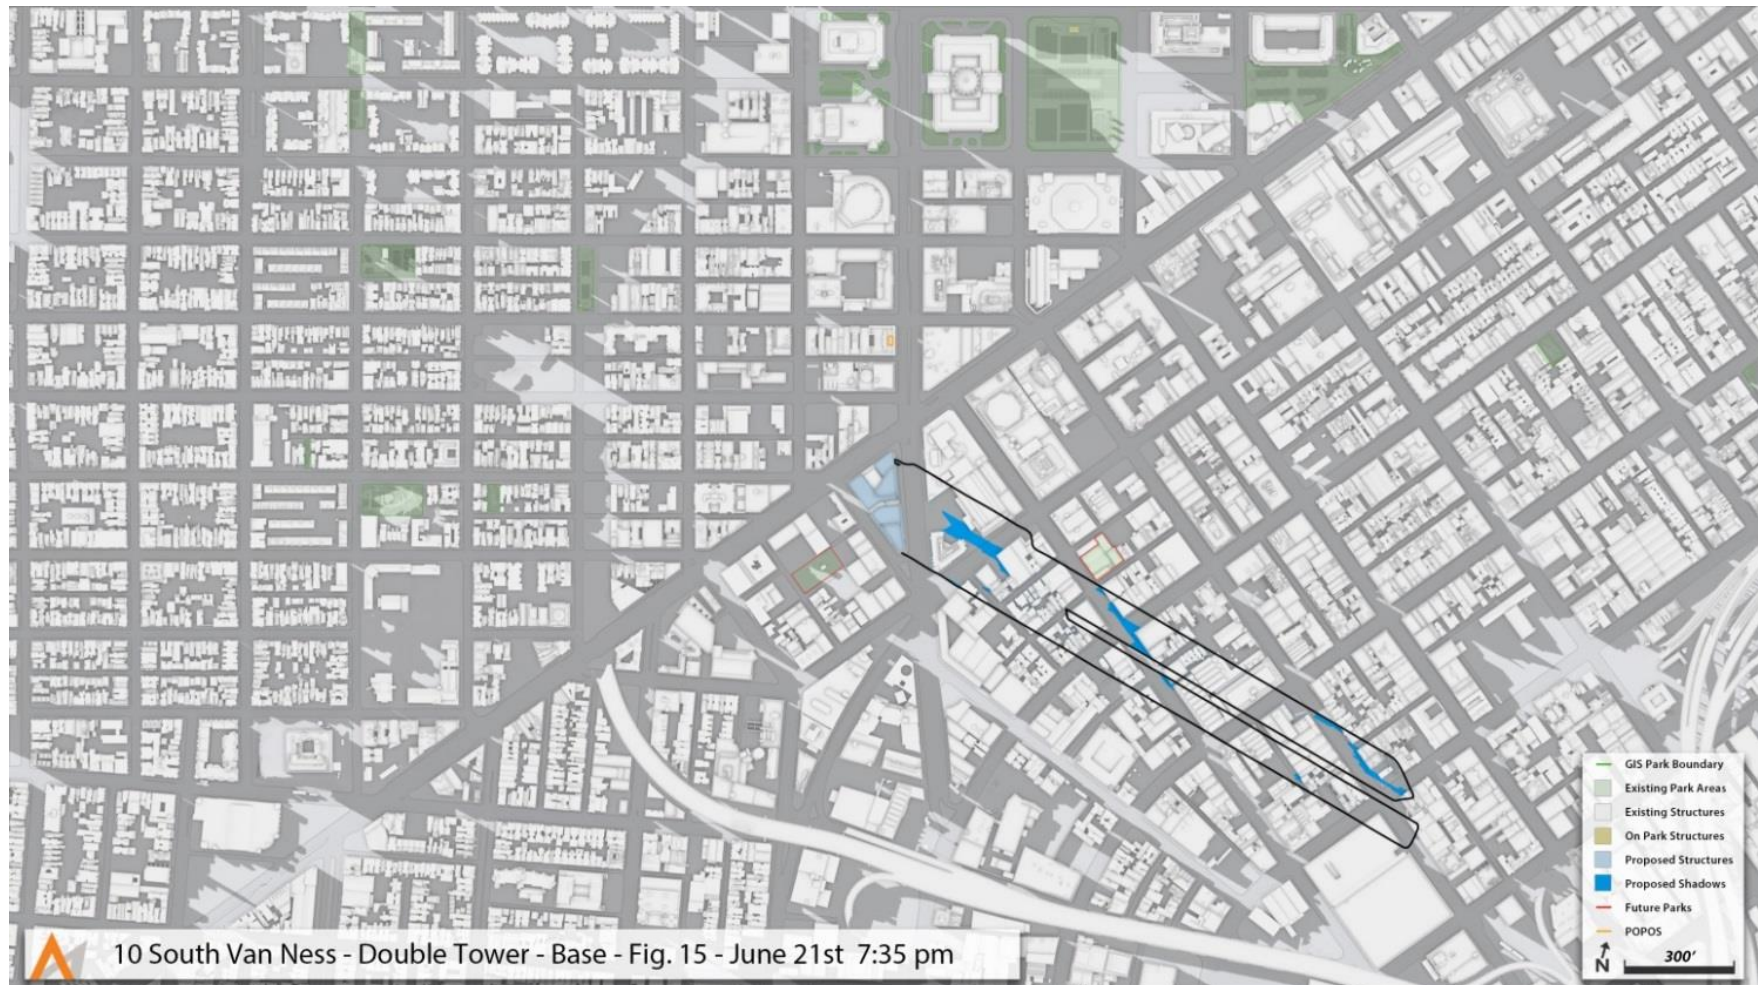 GIS Park Boundary
Existing Park Areas
Existing Structures
On Park Structures
Proposed Structures
Proposed Shadows
Future Parks
POPOS
N
300'
10 South Van Ness - Double Tower - Base - Fig. 15 - June 21st 7:35 pm